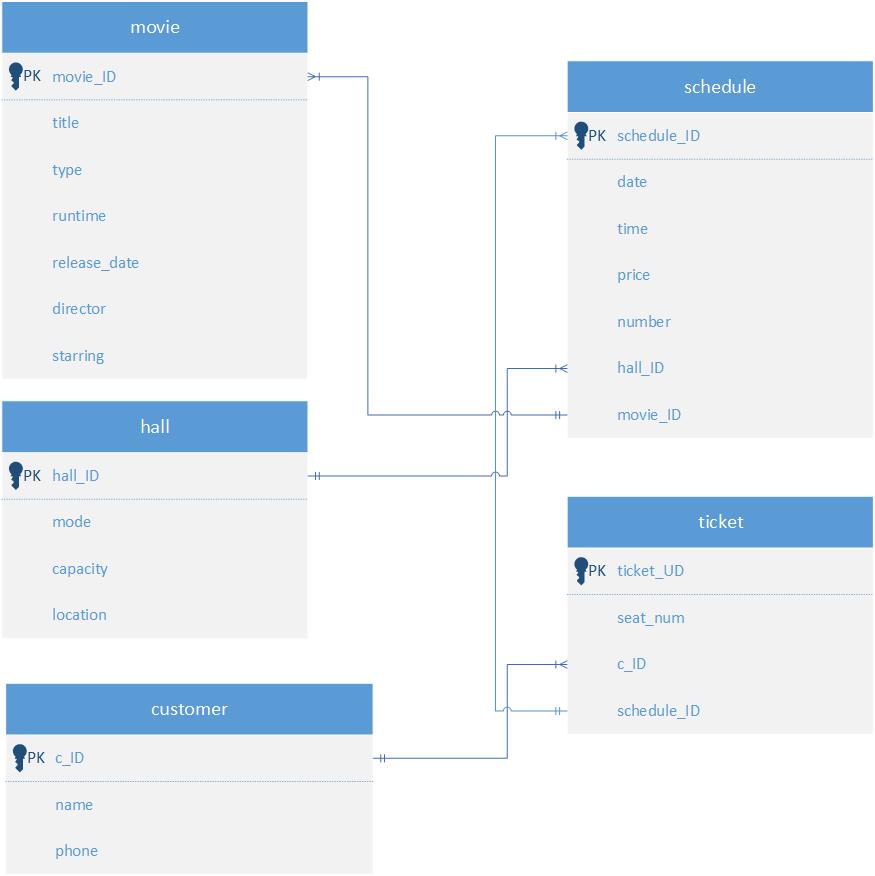 movie
PK movie_ID
title
type
runtime
release_date
director
starring
hall
PK hall_ID
mode
capacity
location
customer
PK c_ID
name
phone
schedule
PK schedule_ID
date
time
price
number
hall_ID
movie_ID
ticket
PK ticket_UD
seat_num
c_ID
schedule_ID